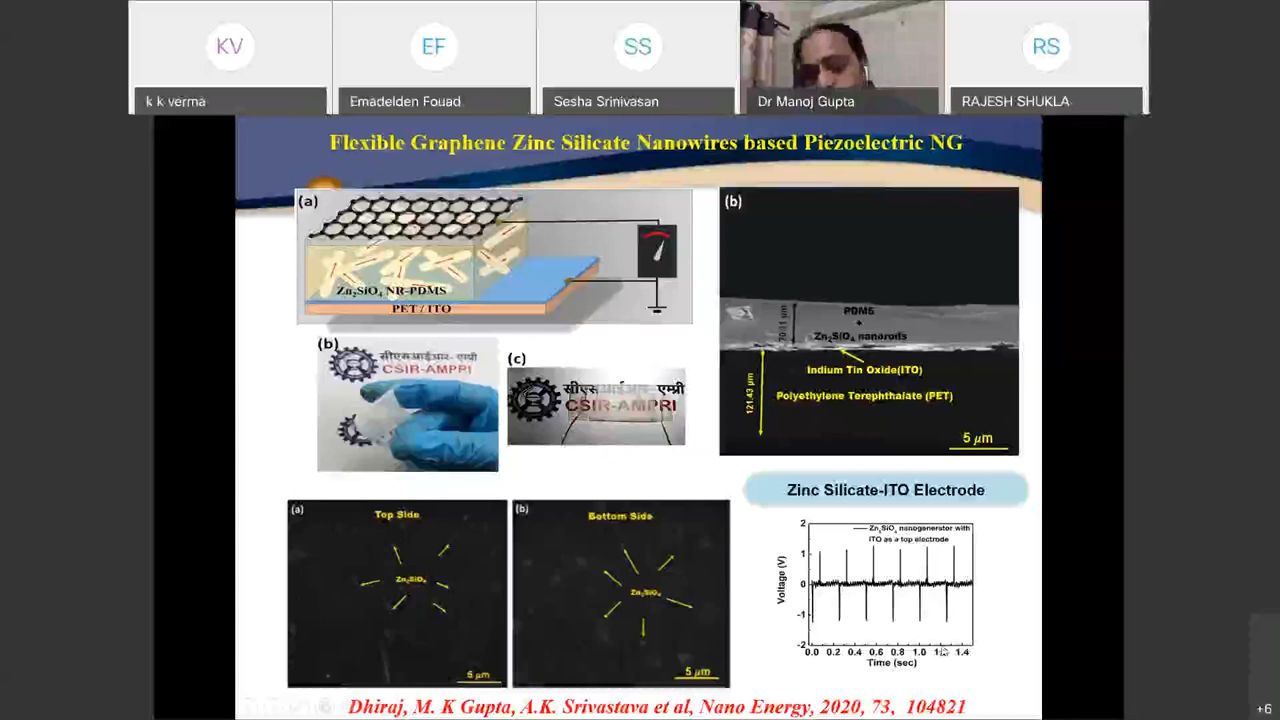 KV
EF
SS
RS
k k verma
Emadelden Fouad
Sesha Srinivasan
Dr Manoj Gupta
RAJESH SHUKLA
Flexible Graphene Zinc Silicate Nanowires based Piezoelectric NG
(a)
Zn2SiO4 NR-PDMS
PET / ITO
(b)
PDMS
+
Zn2SiO4 nanorods
Indium Tin Oxide(ITO)
Polyethylene Terephthalate (PET)
121.43 μm
5 μm
(b)
सीएसआईआर-एम्प्री
CSIR-AMPRI
(c)
सीएसआईआर-एम्प्री
CSIR-AMPRI
Zinc Silicate-ITO Electrode
(a)
Top Side
Zn2SiO4
5 μm
(b)
Bottom Side
Zn2SiO4
5 μm
Zn2SiO4 nanogenerator with
ITO as a top electrode
Voltage (V)
2
1
0
-1
-2
0.0 0.2 0.4 0.6 0.8 1.0 1.4
Time (sec)
Dhiraj, M. K Gupta, A.K. Srivastava et al, Nano Energy, 2020, 73, 104821
+6